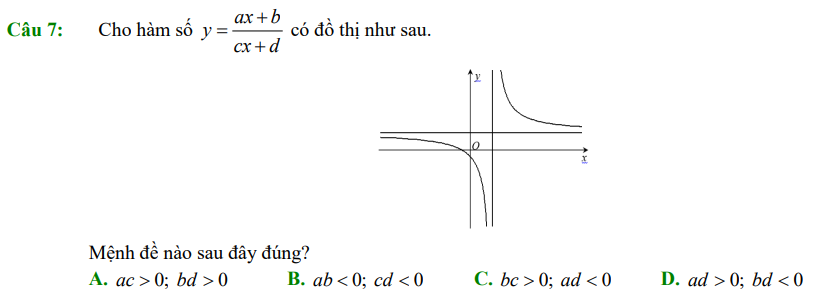 Câu 7: Cho hàm số y = \frac{ax+b}{cx+d} có đồ thị như sau.
y
O
x
Mệnh đề nào sau đây đúng?
A. ac > 0; bd > 0 B. ab < 0; cd < 0 C. bc > 0; ad < 0 D. ad > 0; bd < 0